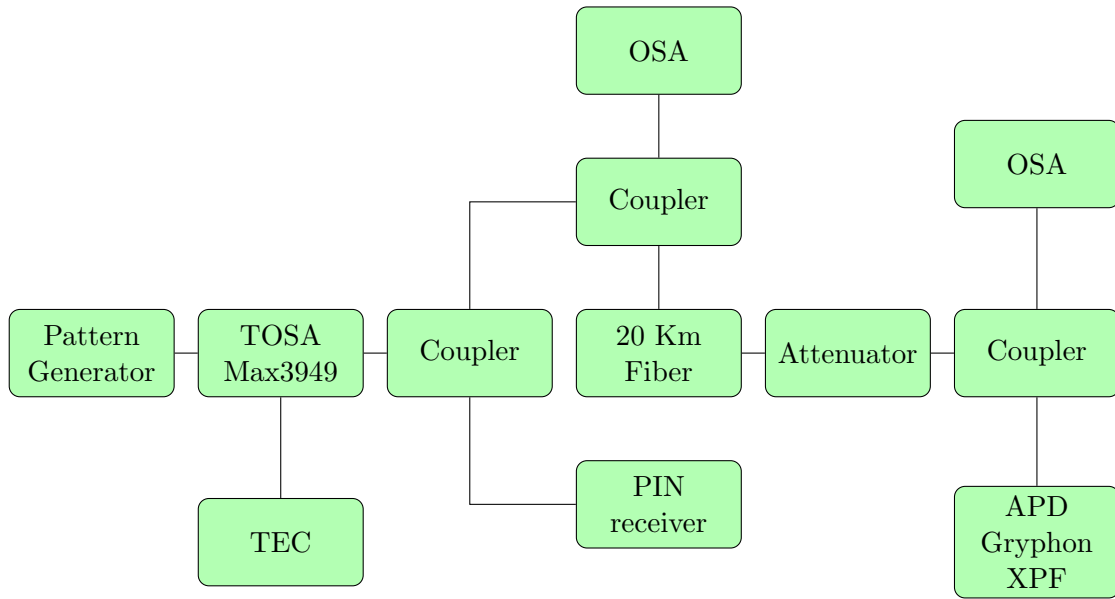 OSA
OSA
Coupler
Pattern
Generator
TOSA
Max3949
Coupler
20 Km
Fiber
Attenuator
Coupler
TEC
PIN
receiver
APD
Gryphon
XPF